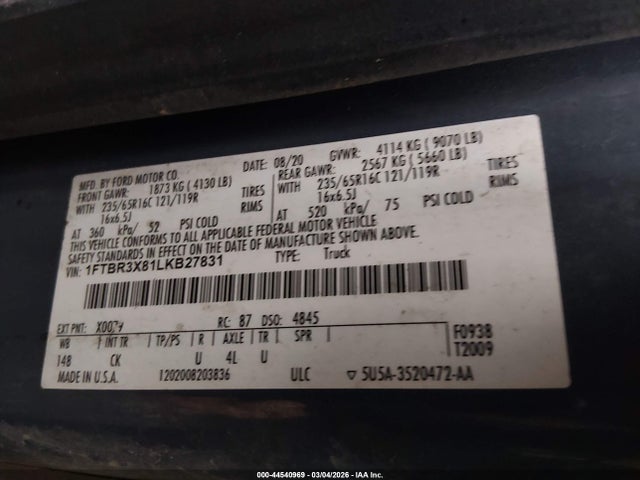 MFD. BY FORD MOTOR CO. DATE: 08/20 GVWR: 4114 KG ( 9070 LB)
FRONT GAWR: 1873 KG ( 4130 LB) REAR GAWR: 2567 KG ( 5660 LB)
WITH 235/65R16C 121/119R TIRES WITH 235/65R16C 121/119R TIRES
16x6.5J RIMS 16x6.5J RIMS
AT 360 kPa/ 52 PSI COLD AT 520 kPa/ 75 PSI COLD
THIS VEHICLE CONFORMS TO ALL APPLICABLE FEDERAL MOTOR VEHICLE
SAFETY STANDARDS IN EFFECT ON THE DATE OF MANUFACTURE SHOWN ABOVE.
VIN: 1FTBR3X81LKB27831 TYPE: Truck
EXT PNT: RC: 87 DSO: 4845 F0938
WB INT TR TP/PS R AXLE TR SPR T2009
148 CK U 4L U
MADE IN U.S.A. 1202008203836 ULC 5U5A-3520472-AA
000-44540969 - 03/04/2026 - IAA Inc.